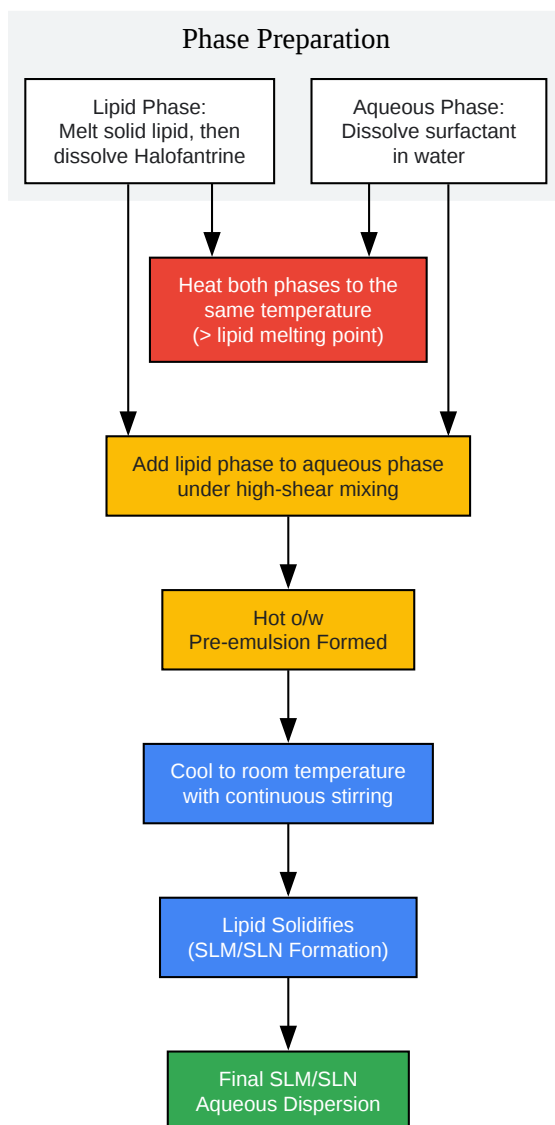 Phase Preparation
Lipid Phase:
Melt solid lipid, then
dissolve Halofantrine
Aqueous Phase:
Dissolve surfactant
in water
Heat both phases to the
same temperature
(> lipid melting point)
Add lipid phase to aqueous phase
under high-shear mixing
Hot o/w
Pre-emulsion Formed
Cool to room temperature
with continuous stirring
Lipid Solidifies
(SLM/SLN Formation)
Final SLM/SLN
Aqueous Dispersion